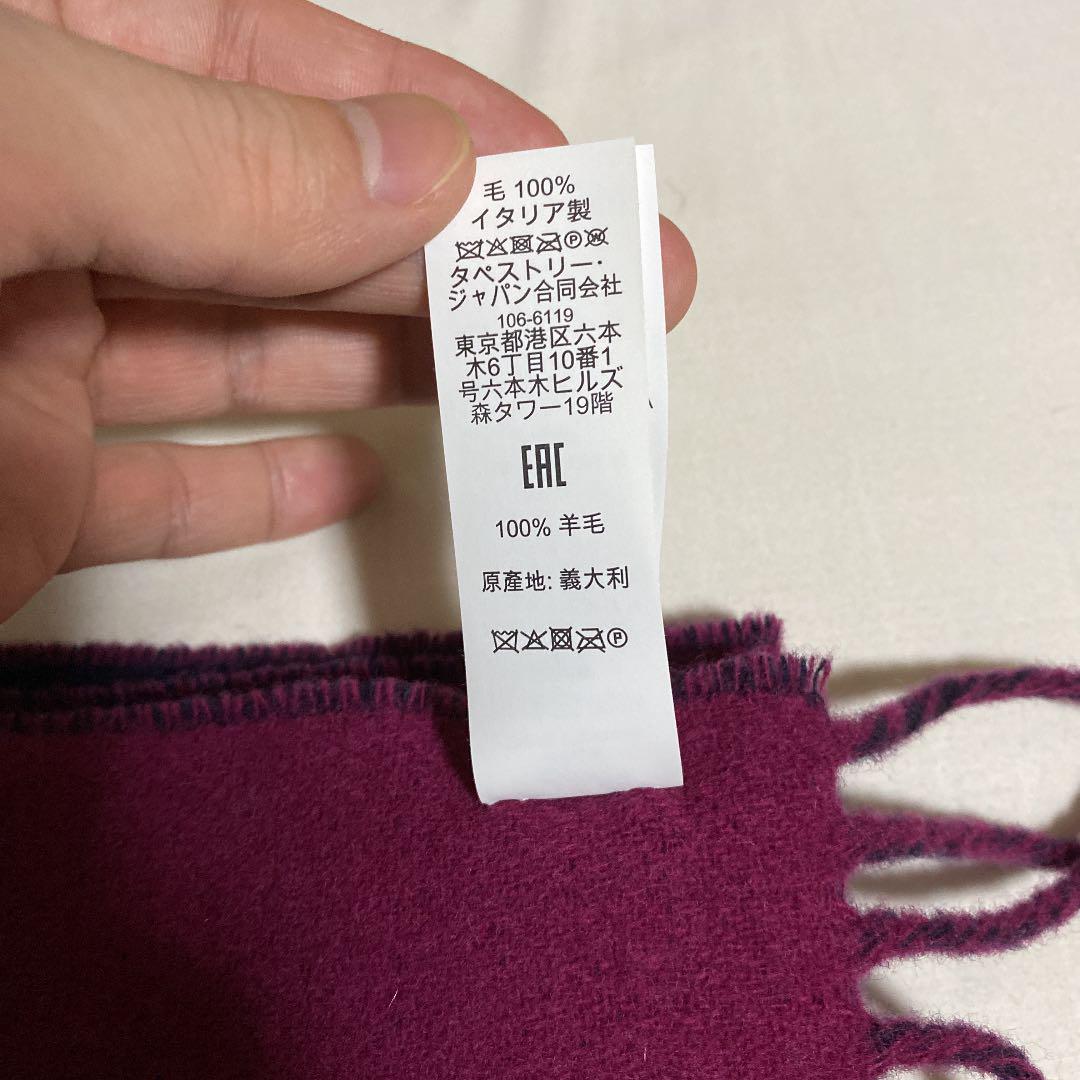 毛 100%
イタリア製
タペストリー・
ジャパン合同会社
106-6119
東京都港区六本
木6丁目10番1
号六本木ヒルズ
森タワー19階
EAC
100% 羊毛
原產地: 義大利